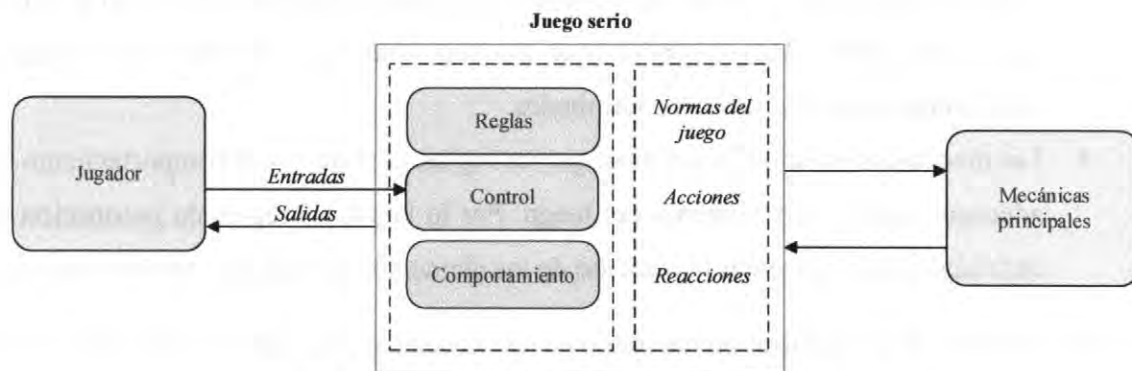 Juego serio
Jugador
Entradas
Salidas
Reglas
Control
Comportamiento
Normas del
juego
Acciones
Reacciones
Mecánicas
principales